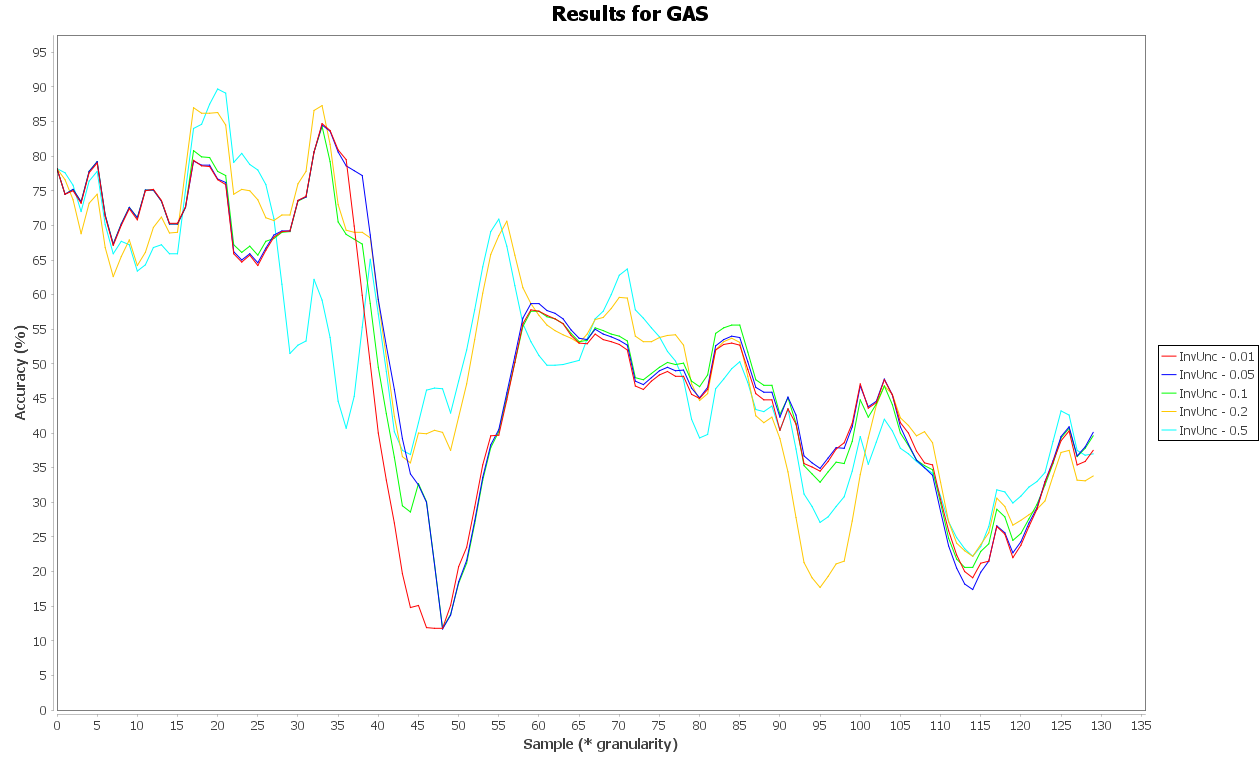 Results for GAS
Accuracy (%)
95
90
85
80
75
70
65
60
55
50
45
40
35
30
25
20
15
10
5
0
0 5 10 15 20 25 30 35 40 45 50 55 60 65 70 75 80 85 90 95 100 105 110 115 120 125 130 135
Sample (* granularity)
InvUnc - 0.01
InvUnc - 0.05
InvUnc - 0.1
InvUnc - 0.2
InvUnc - 0.5